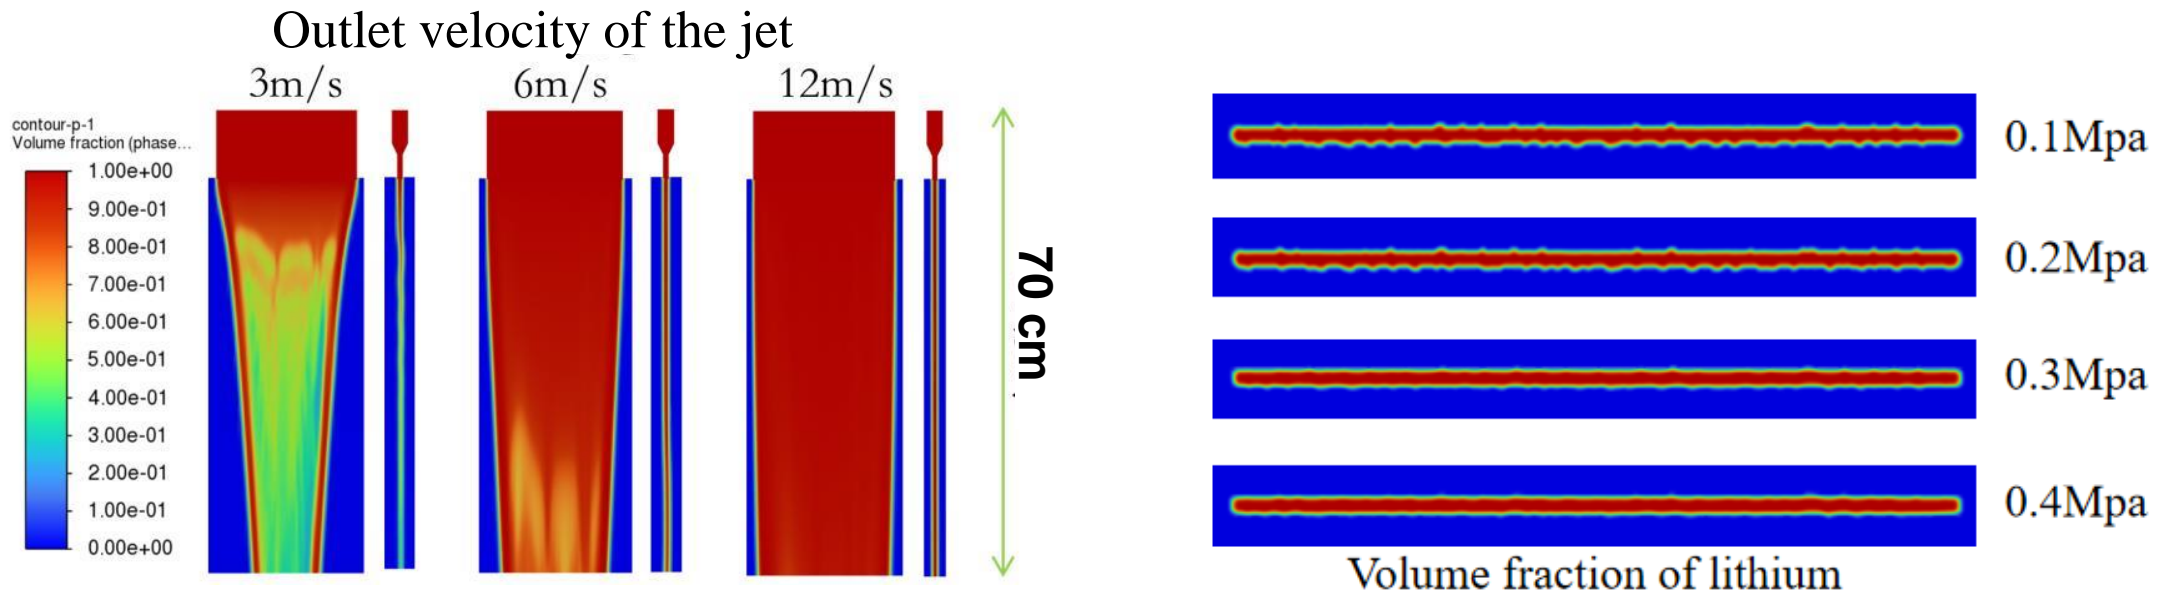 Outlet velocity of the jet
3m/s
6m/s
12m/s
contour-p-1
Volume fraction (phase...
1.00e+00
9.00e-01
8.00e-01
7.00e-01
6.00e-01
5.00e-01
4.00e-01
3.00e-01
2.00e-01
1.00e-01
0.00e+00
70 cm
0.1Mpa
0.2Mpa
0.3Mpa
0.4Mpa
Volume fraction of lithium